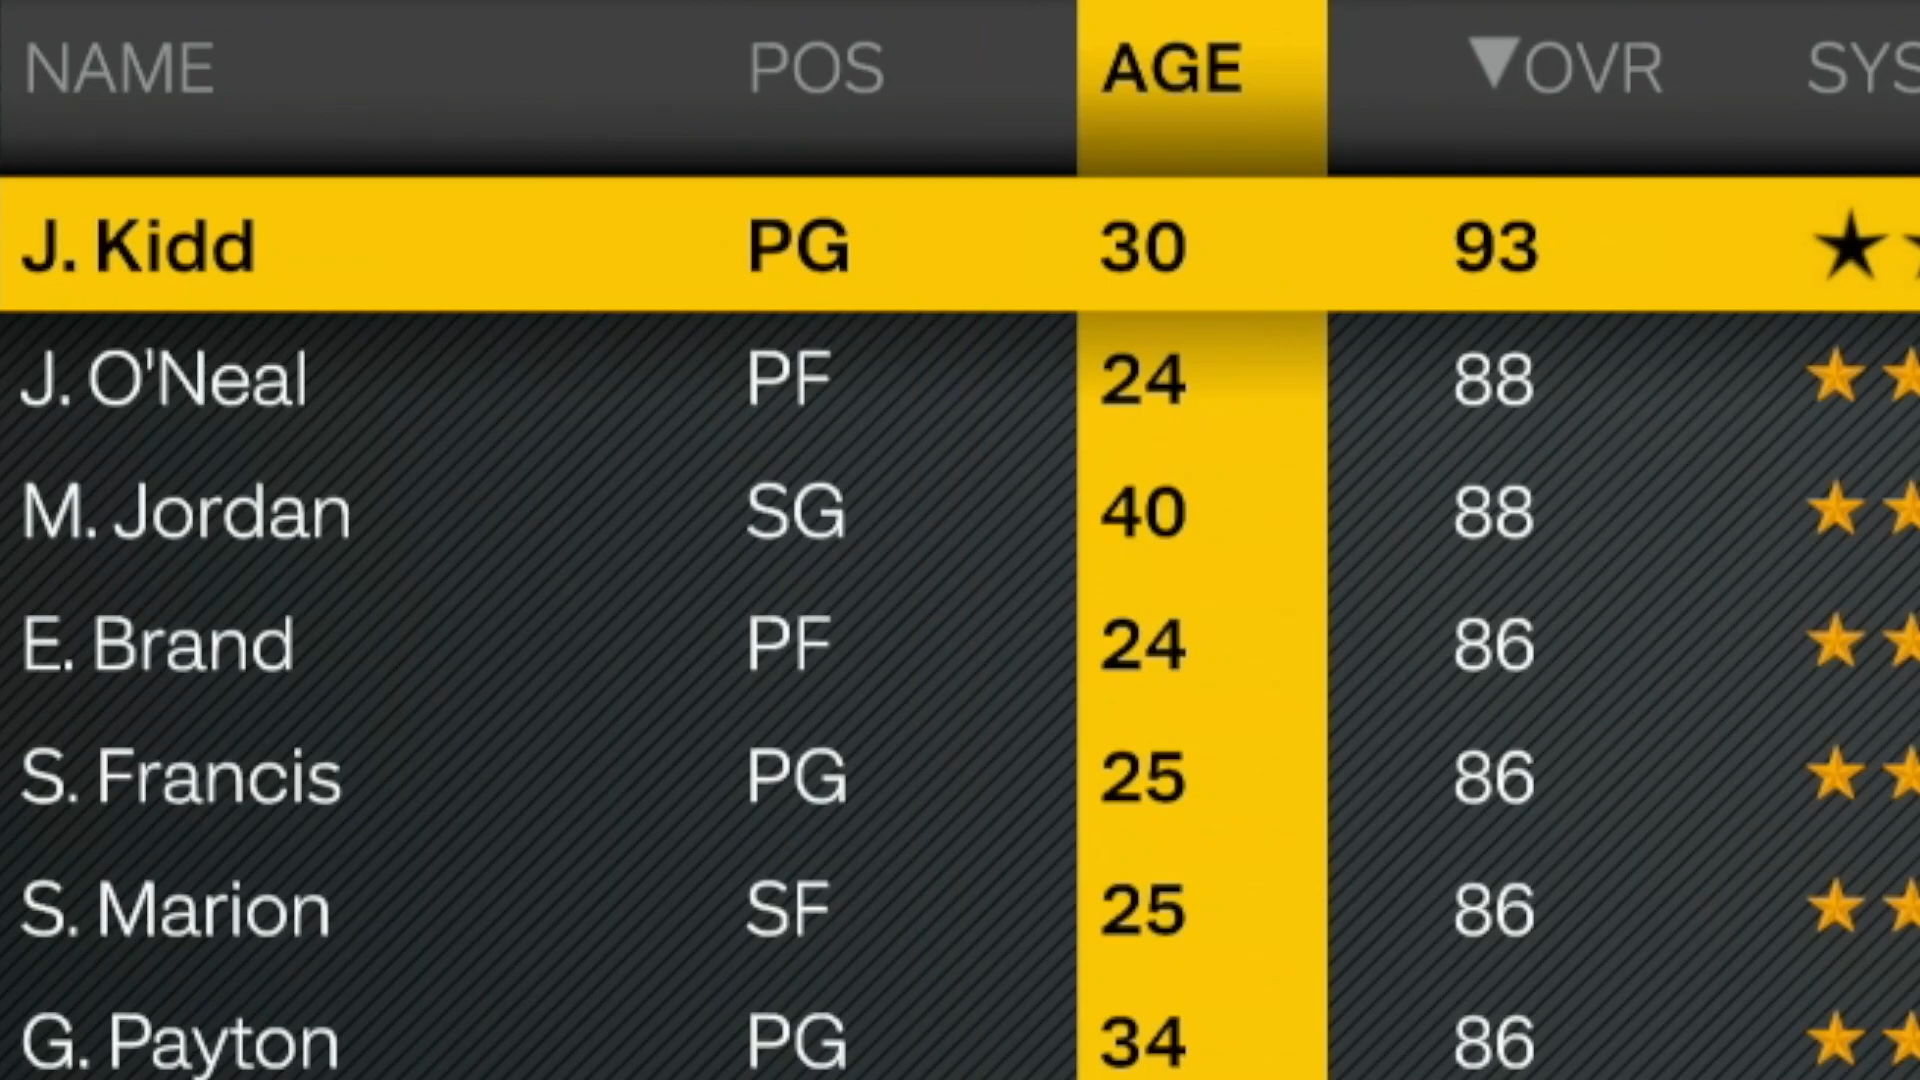 NAME POS AGE ▼OVR SYS
J. Kidd PG 30 93
J. O'Neal PF 24 88
M. Jordan SG 40 88
E. Brand PF 24 86
S. Francis PG 25 86
S. Marion SF 25 86
G. Payton PG 34 86